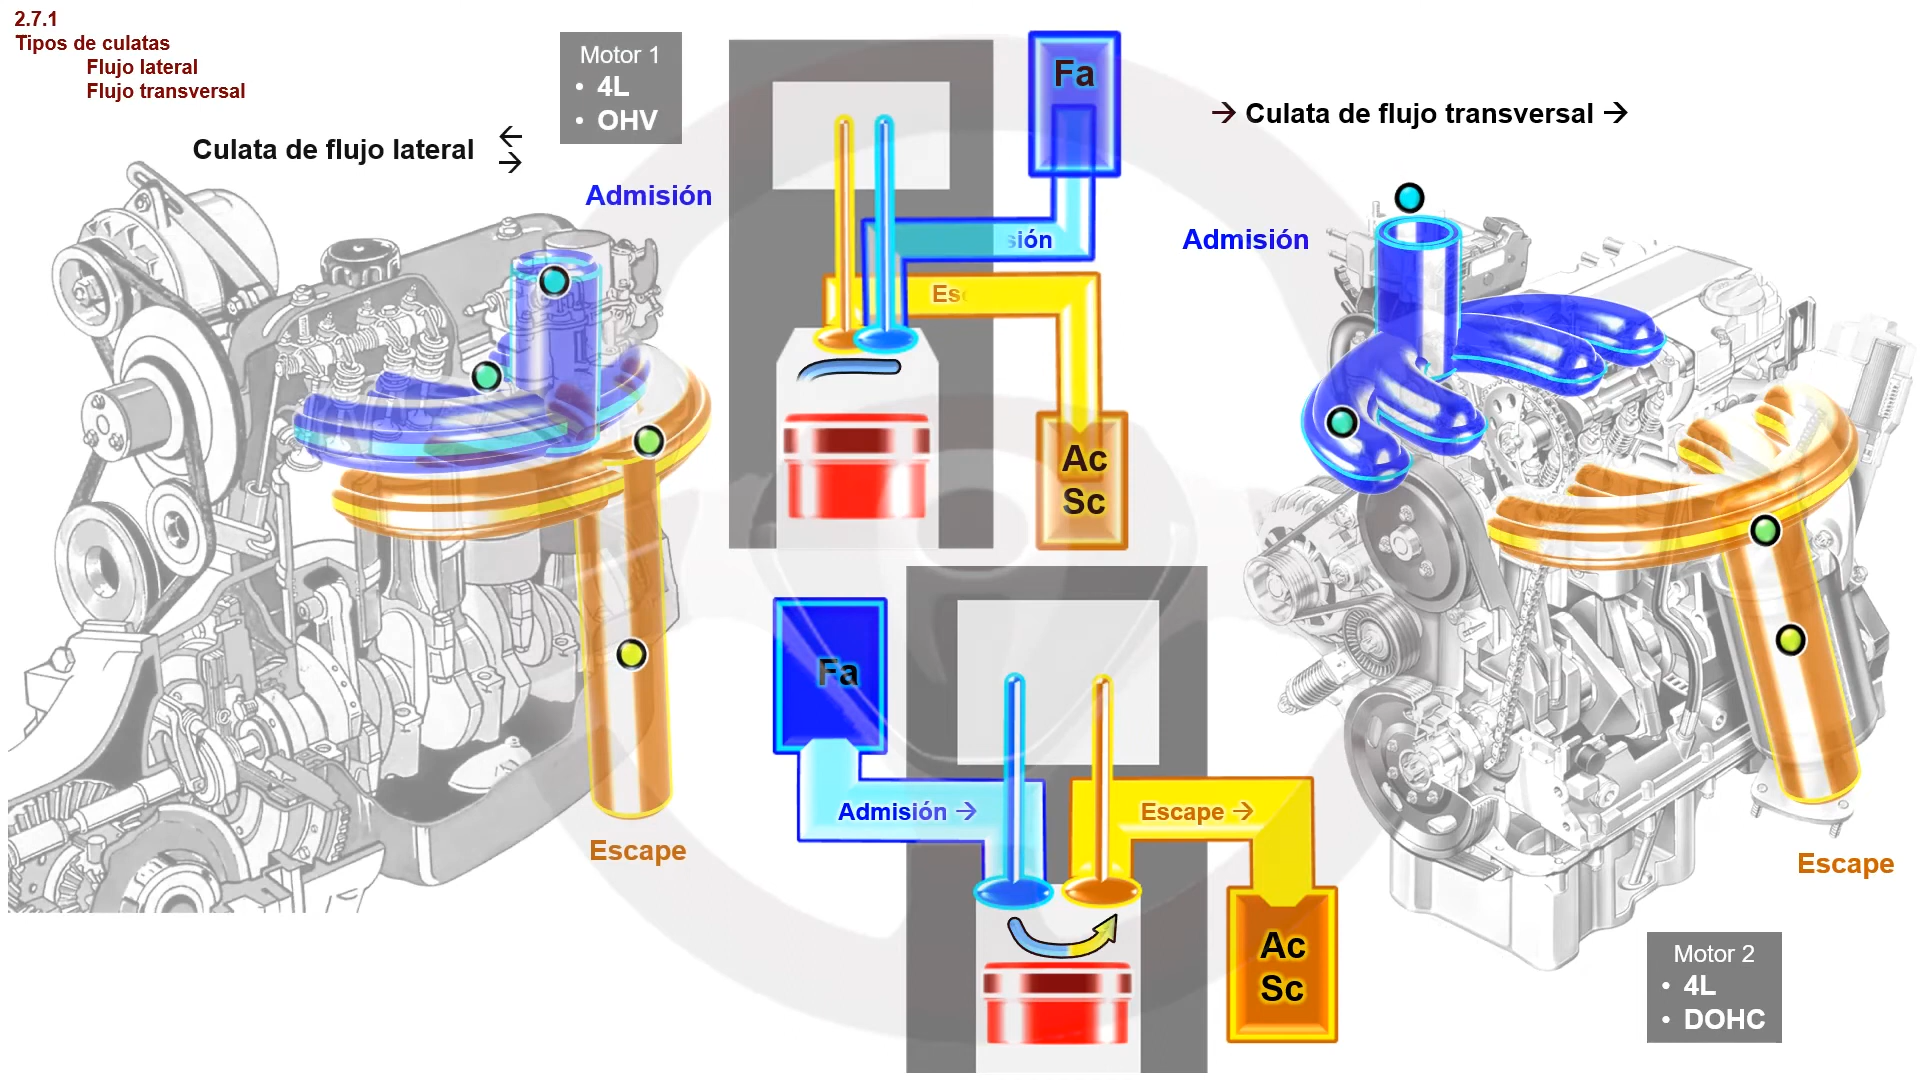 2.7.1
Tipos de culatas
Flujo lateral
Flujo transversal
Culata de flujo lateral ← →
Motor 1
• 4L
• OHV
Admisión
Fa
sión
Es
Ac
Sc
Escape
→ Culata de flujo transversal →
Admisión
Fa
Admisión →
Escape →
Ac
Sc
Escape
Motor 2
• 4L
• DOHC